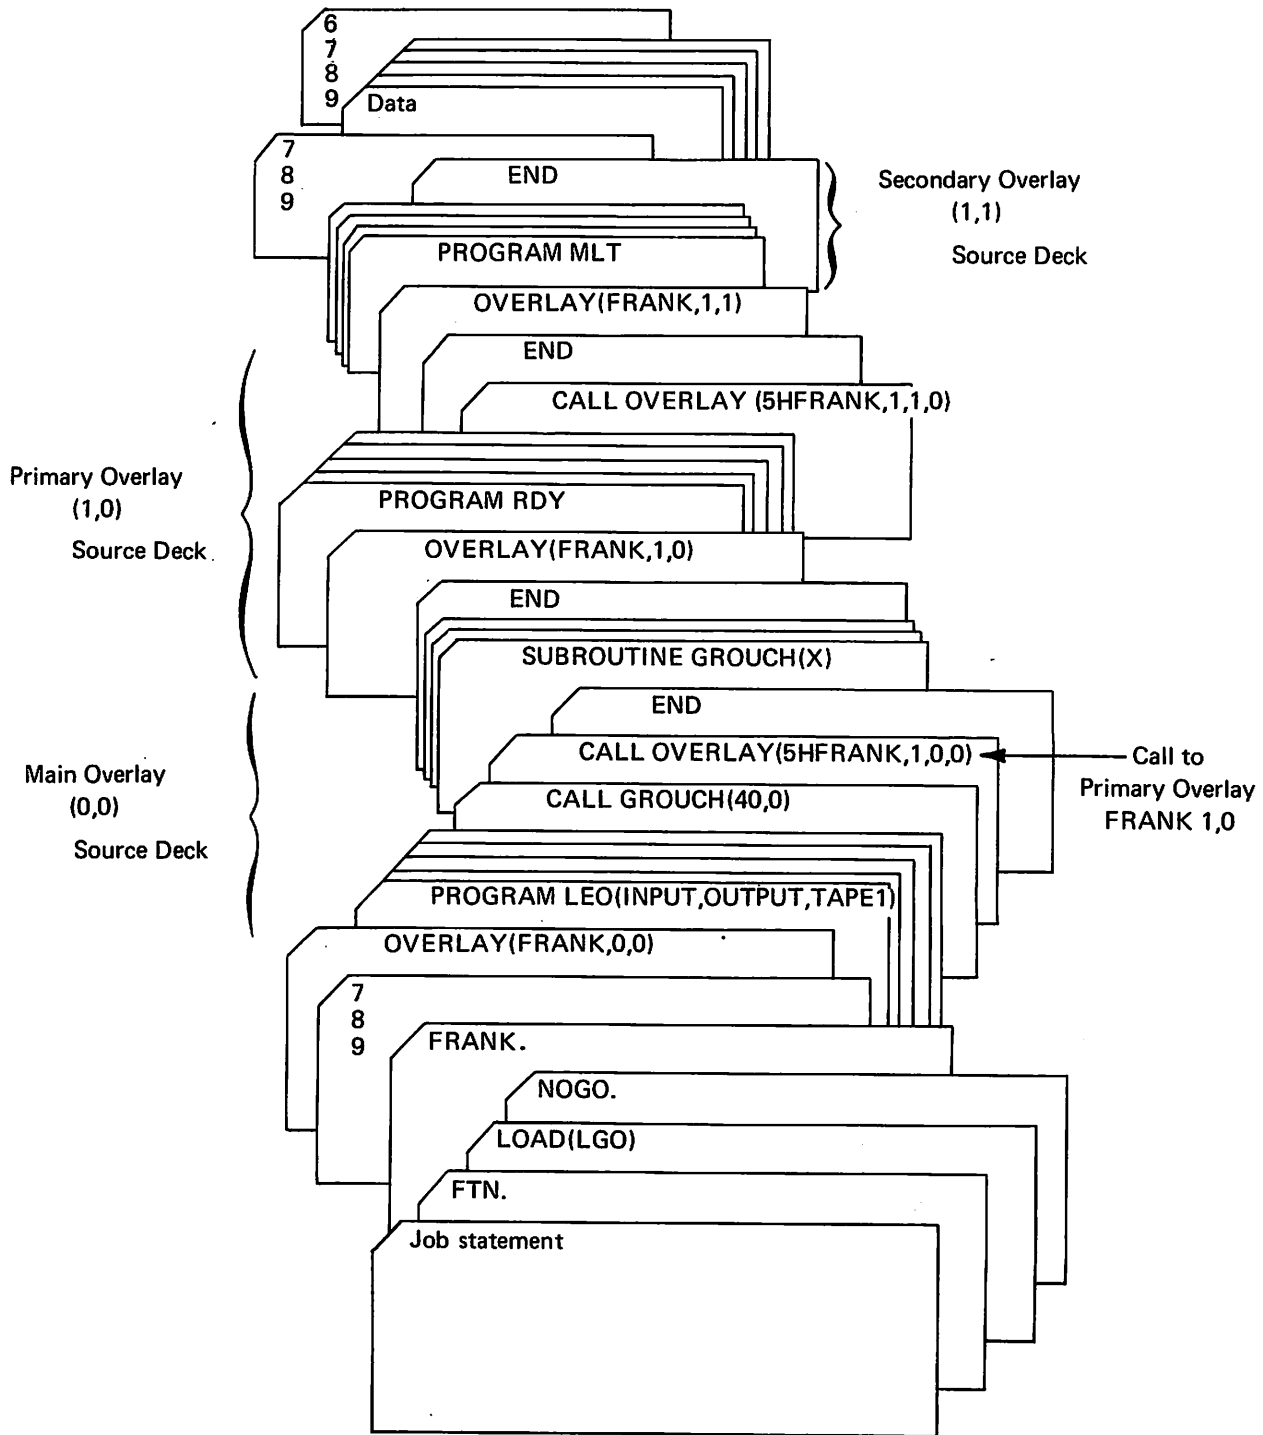 6
7
8
9
Data
7
8
9
END
Secondary Overlay
(1,1)
Source Deck
PROGRAM MLT
OVERLAY(FRANK,1,1)
END
CALL OVERLAY (5HFRANK,1,1,0)
Primary Overlay
(1,0)
Source Deck
PROGRAM RDY
OVERLAY(FRANK,1,0)
END
SUBROUTINE GROUCH(X)
END
CALL OVERLAY(5HFRANK,1,0,0)
Call to
Primary Overlay
FRANK 1,0
Main Overlay
(0,0)
Source Deck
CALL GROUCH(40,0)
PROGRAM LEO(INPUT,OUTPUT,TAPE1)
OVERLAY(FRANK,0,0)
7
8
9
FRANK.
NOGO.
LOAD(LGO)
FTN.
Job statement